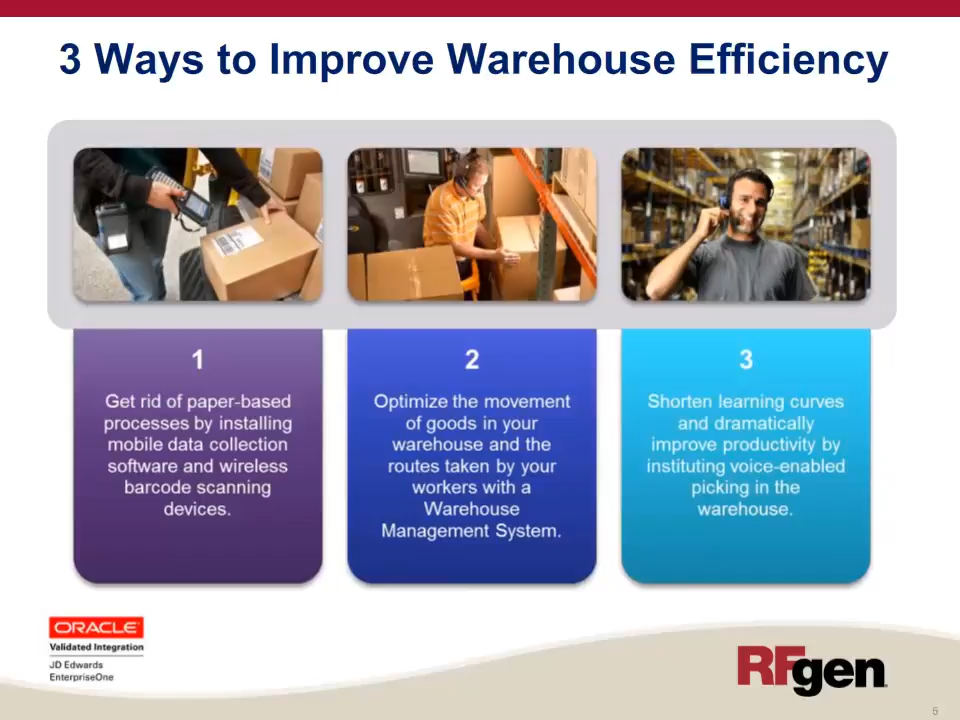 3 Ways to Improve Warehouse Efficiency
1
Get rid of paper-based
processes by installing
mobile data collection
software and wireless
barcode scanning
devices.
2
Optimize the movement
of goods in your
warehouse and the
routes taken by your
workers with a
Warehouse
Management System.
3
Shorten learning curves
and dramatically
improve productivity by
instituting voice-enabled
picking in the
warehouse.
ORACLE
Validated Integration
JD Edwards
EnterpriseOne
RFgen
5